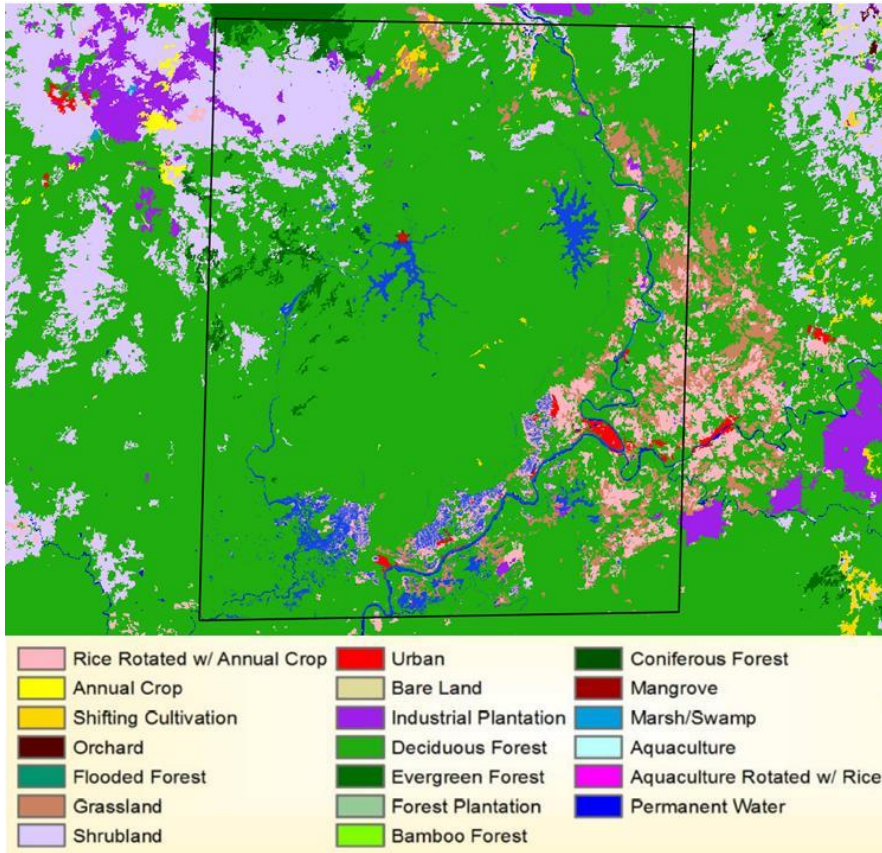 Rice Rotated w/ Annual Crop
Annual Crop
Shifting Cultivation
Orchard
Flooded Forest
Grassland
Shrubland
Urban
Bare Land
Industrial Plantation
Deciduous Forest
Evergreen Forest
Forest Plantation
Bamboo Forest
Coniferous Forest
Mangrove
Marsh/Swamp
Aquaculture
Aquaculture Rotated w/ Rice
Permanent Water